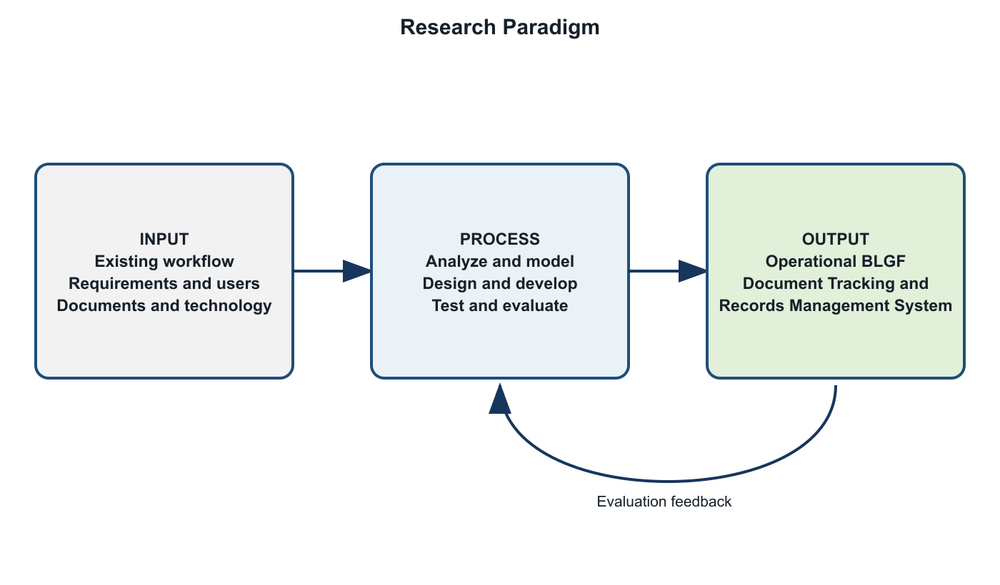 Research Paradigm
INPUT
Existing workflow
Requirements and users
Documents and technology
PROCESS
Analyze and model
Design and develop
Test and evaluate
OUTPUT
Operational BLGF
Document Tracking and
Records Management System
Evaluation feedback